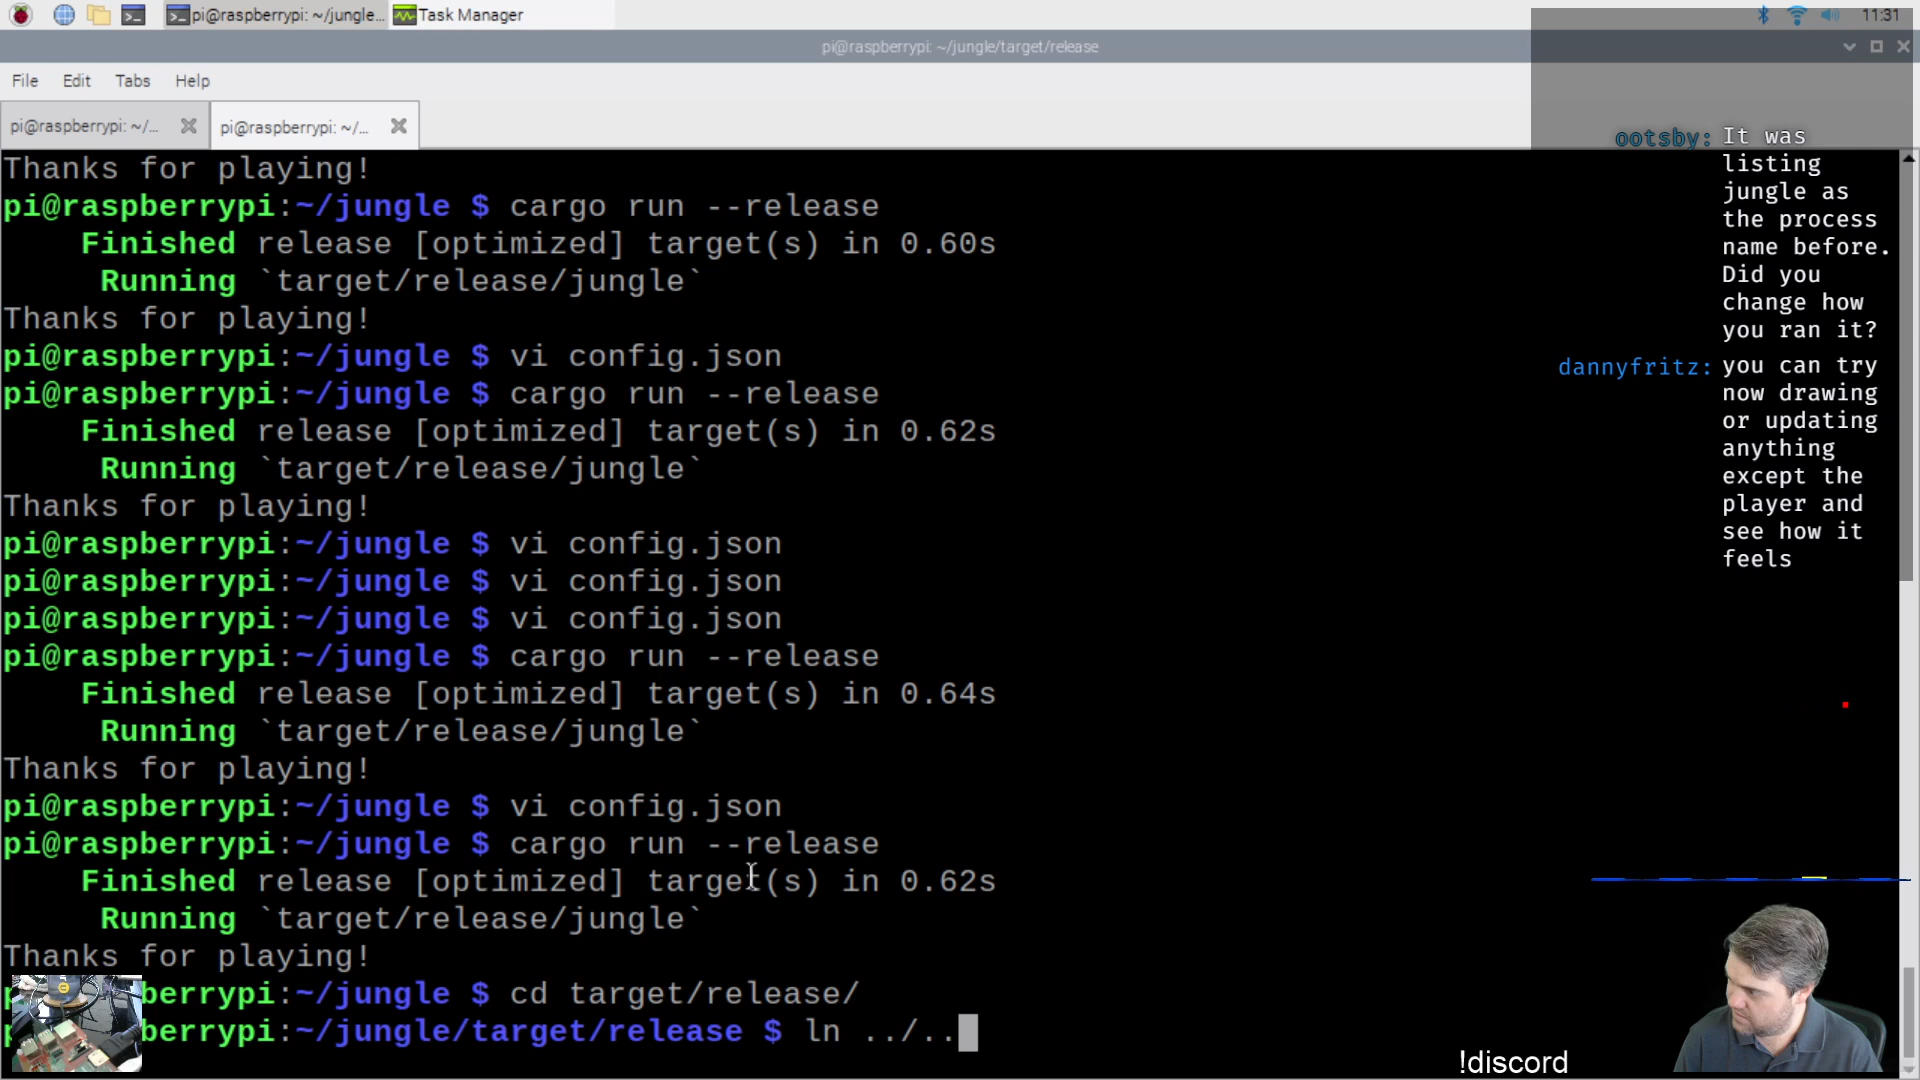 pi@raspberrypi: ~/jungle...
Task Manager
11:31
pi@raspberrypi: ~/jungle/target/release
File Edit Tabs Help
pi@raspberrypi: ~/...
pi@raspberrypi: ~/...
Thanks for playing!
pi@raspberrypi:~/jungle $ cargo run --release
Finished release [optimized] target(s) in 0.60s
Running `target/release/jungle`
Thanks for playing!
pi@raspberrypi:~/jungle $ vi config.json
pi@raspberrypi:~/jungle $ cargo run --release
Finished release [optimized] target(s) in 0.62s
Running `target/release/jungle`
Thanks for playing!
pi@raspberrypi:~/jungle $ vi config.json
pi@raspberrypi:~/jungle $ vi config.json
pi@raspberrypi:~/jungle $ vi config.json
pi@raspberrypi:~/jungle $ cargo run --release
Finished release [optimized] target(s) in 0.64s
Running `target/release/jungle`
Thanks for playing!
pi@raspberrypi:~/jungle $ vi config.json
pi@raspberrypi:~/jungle $ cargo run --release
Finished release [optimized] target(s) in 0.62s
Running `target/release/jungle`
Thanks for playing!
berrypi:~/jungle $ cd target/release/
berrypi:~/jungle/target/release $ ln ../..
ootsby: It was
listing
jungle as
the process
name before.
Did you
change how
you ran it?
dannyfritz: you can try
now drawing
or updating
anything
except the
player and
see how it
feels
!discord